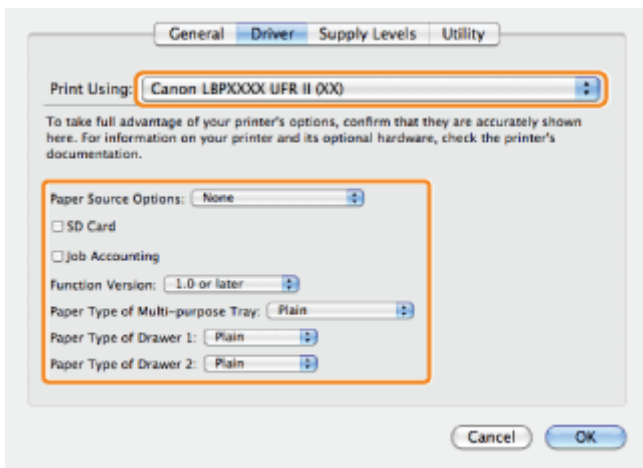 General Driver Supply Levels Utility
Print Using: Canon LBPXXXX UFR II (XX)
To take full advantage of your printer's options, confirm that they are accurately shown
here. For information on your printer and its optional hardware, check the printer's
documentation.
Paper Source Options: None
SD Card
Job Accounting
Function Version: 1.0 or later
Paper Type of Multi-purpose Tray: Plain
Paper Type of Drawer 1: Plain
Paper Type of Drawer 2: Plain
Cancel OK